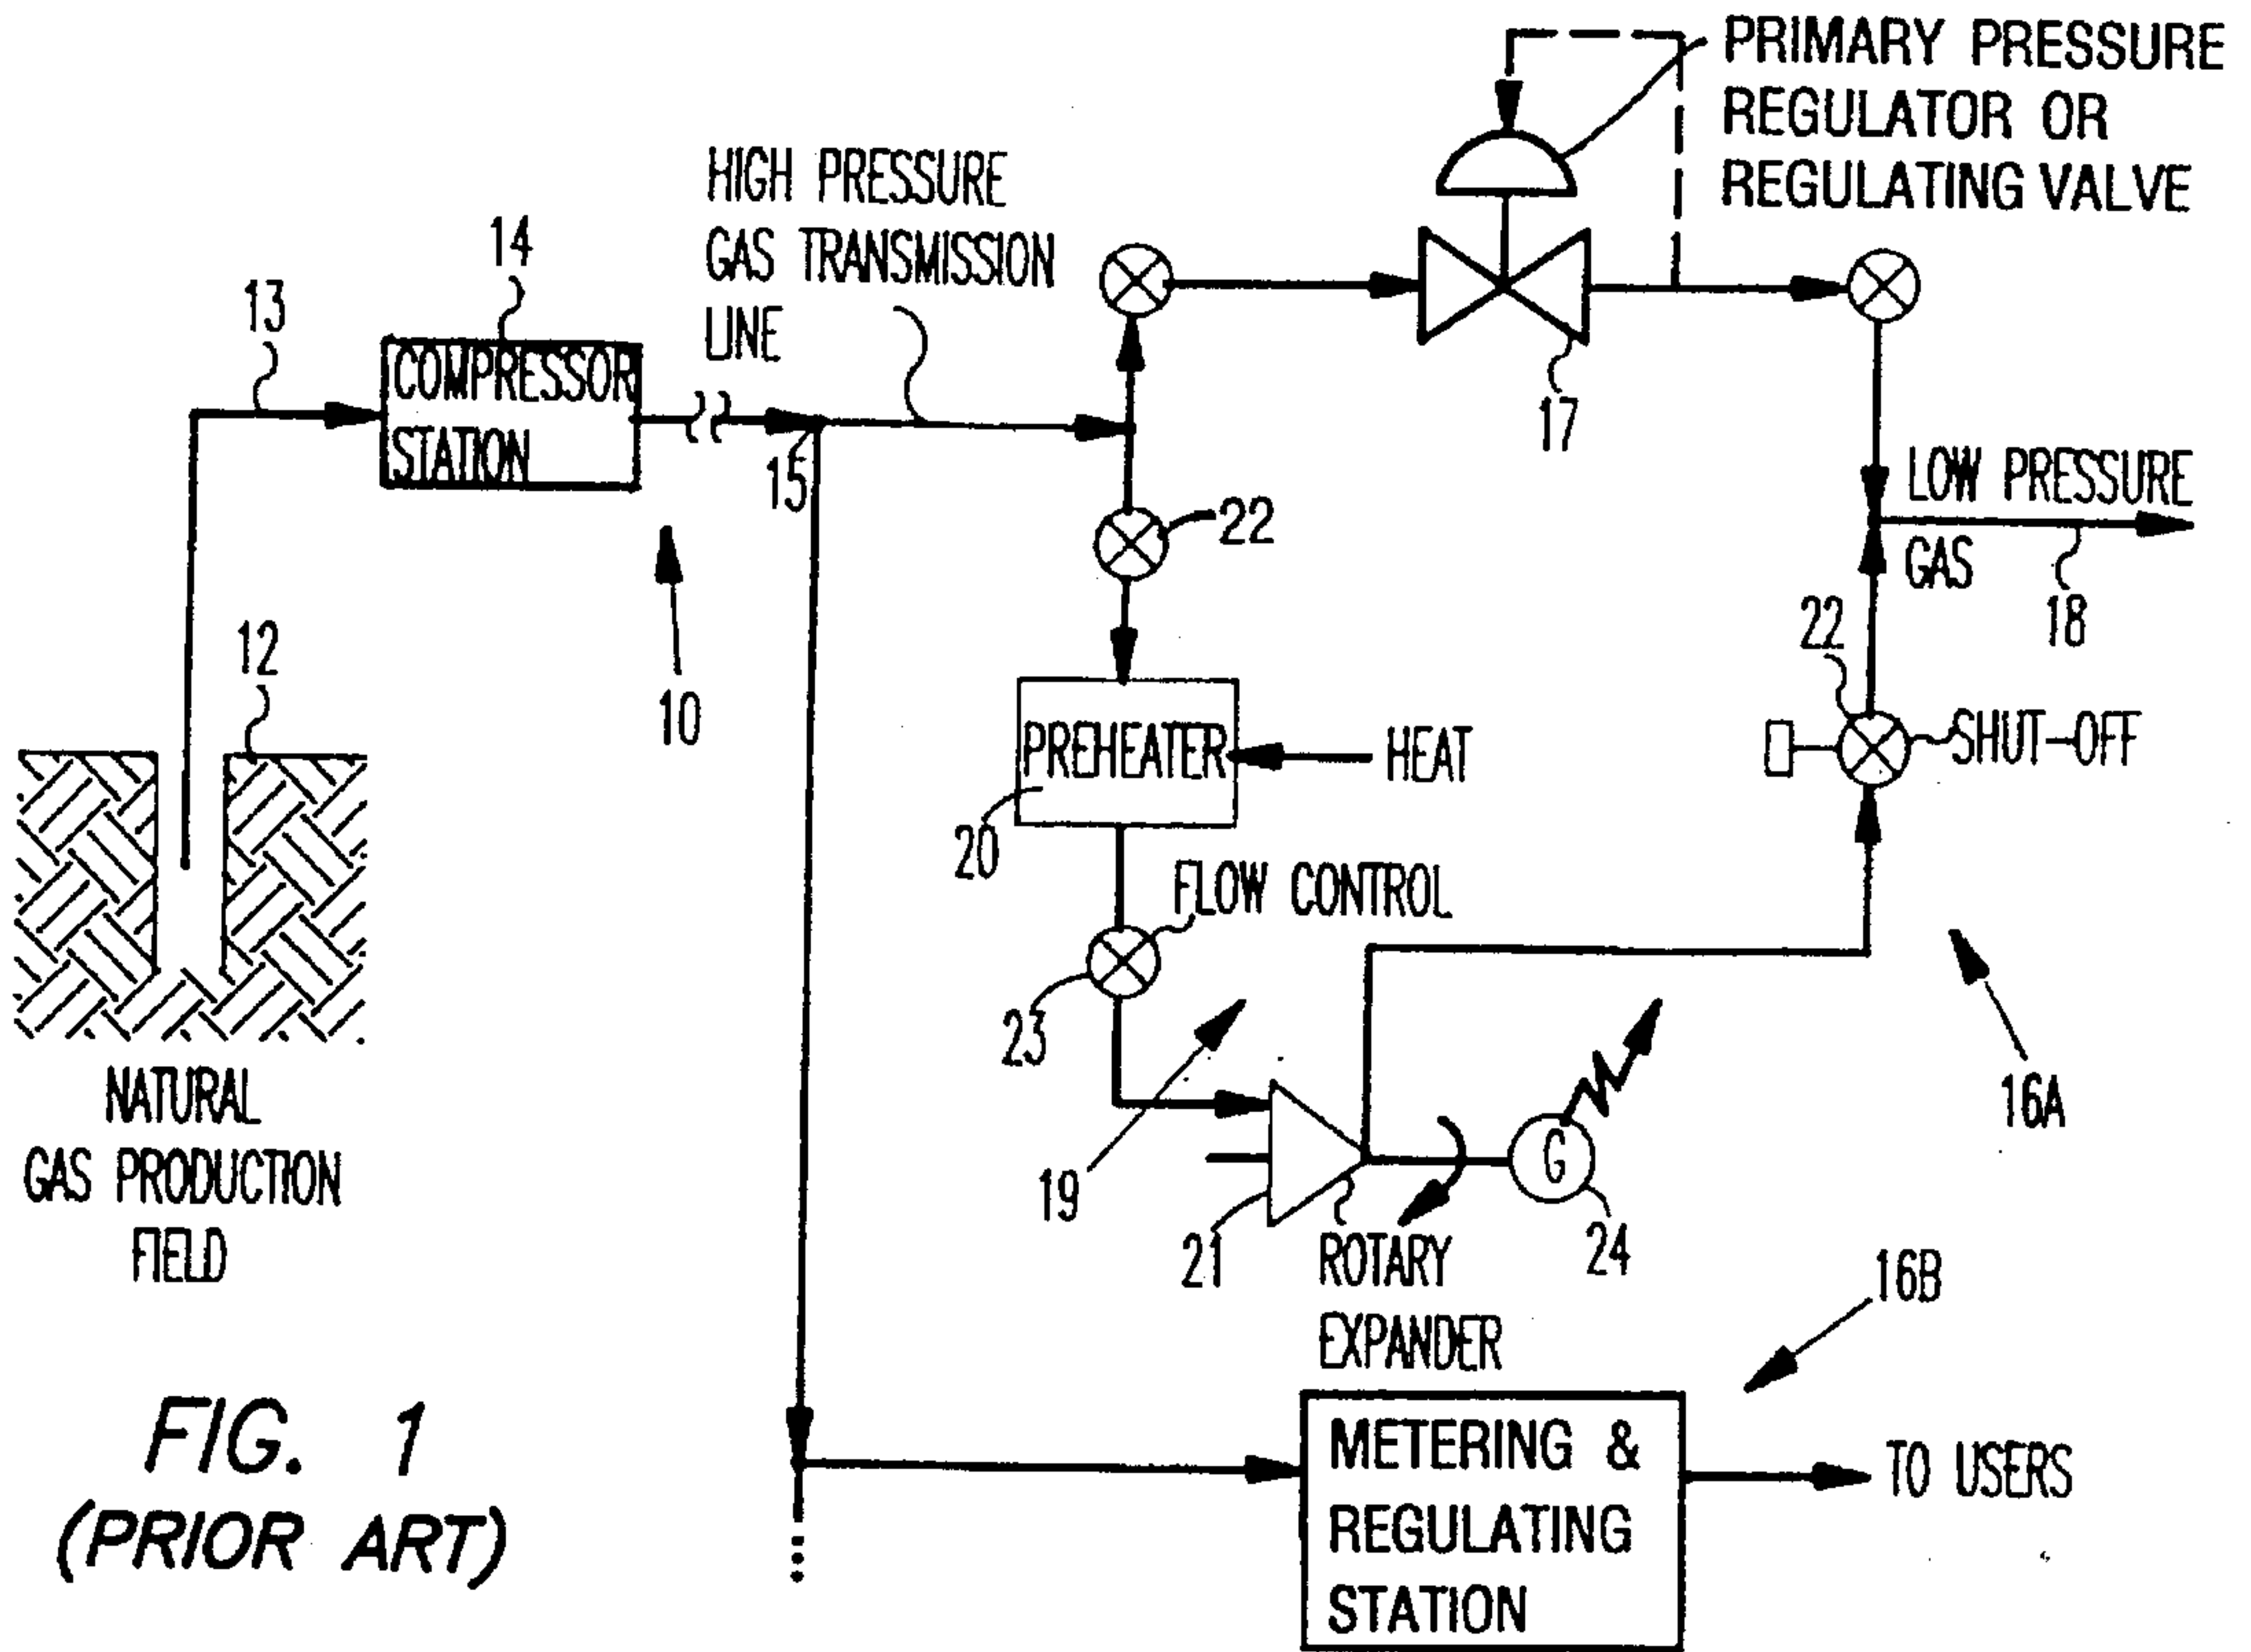 PRIMARY PRESSURE
REGULATOR OR
REGULATING VALVE
HIGH PRESSURE
GAS TRANSMISSION
LINE
14
13
COMPRESSOR
STATION
15
17
22
LOW PRESSURE
GAS
18
12
10
22
SHUT-OFF
PREHEATER
HEAT
20
FLOW CONTROL
23
16A
NATURAL
GAS PRODUCTION
FIELD
19
G
21
ROTARY
EXPANDER
24
16B
FIG. 1
(PRIOR ART)
METERING &
REGULATING
STATION
TO USERS